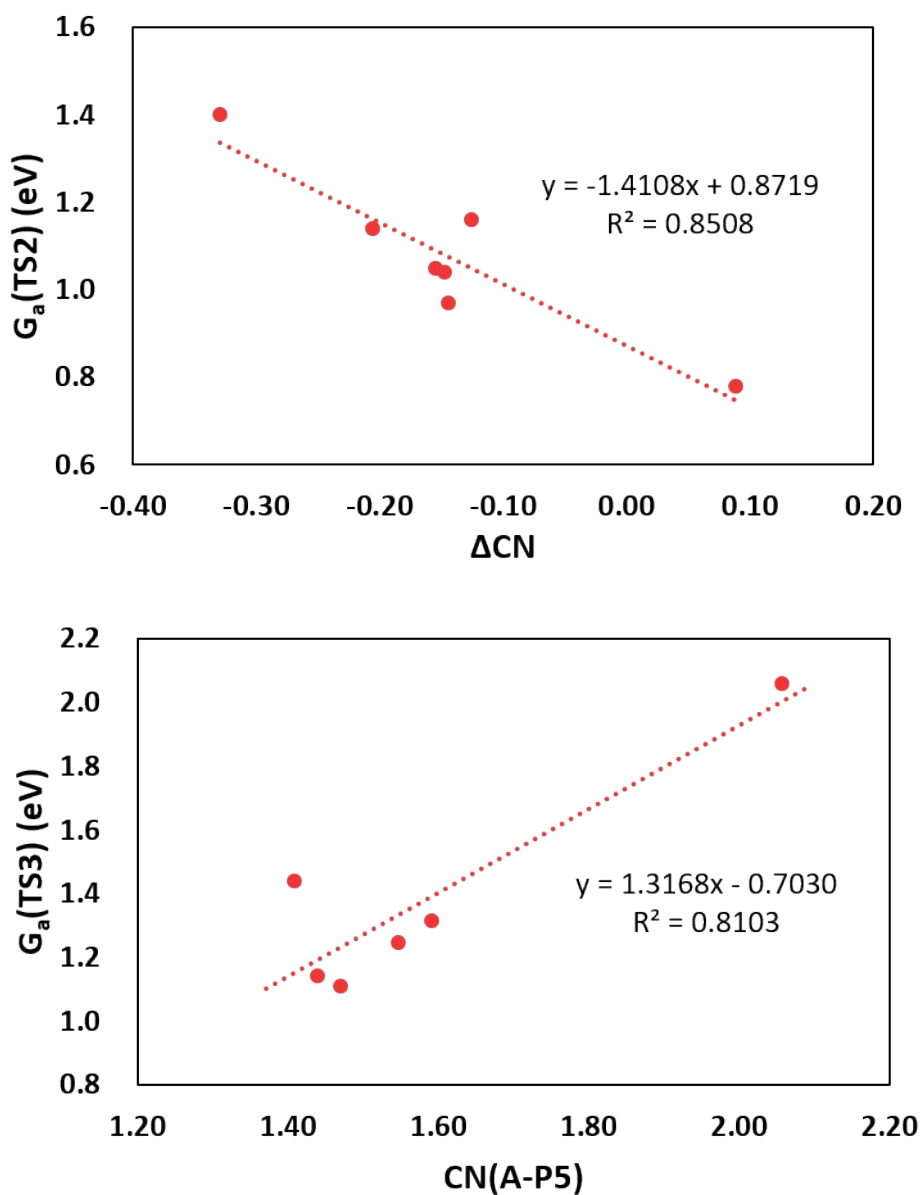 1.6
1.4
1.2
1.0
0.8
0.6
Gₐ(TS2) (eV)
y = -1.4108x + 0.8719
R² = 0.8508
-0.40 -0.30 -0.20 -0.10 0.00 0.10 0.20
ΔCN
2.2
2.0
1.8
1.6
1.4
1.2
1.0
0.8
Gₐ(TS3) (eV)
y = 1.3168x - 0.7030
R² = 0.8103
1.20 1.40 1.60 1.80 2.00 2.20
CN(A-P5)